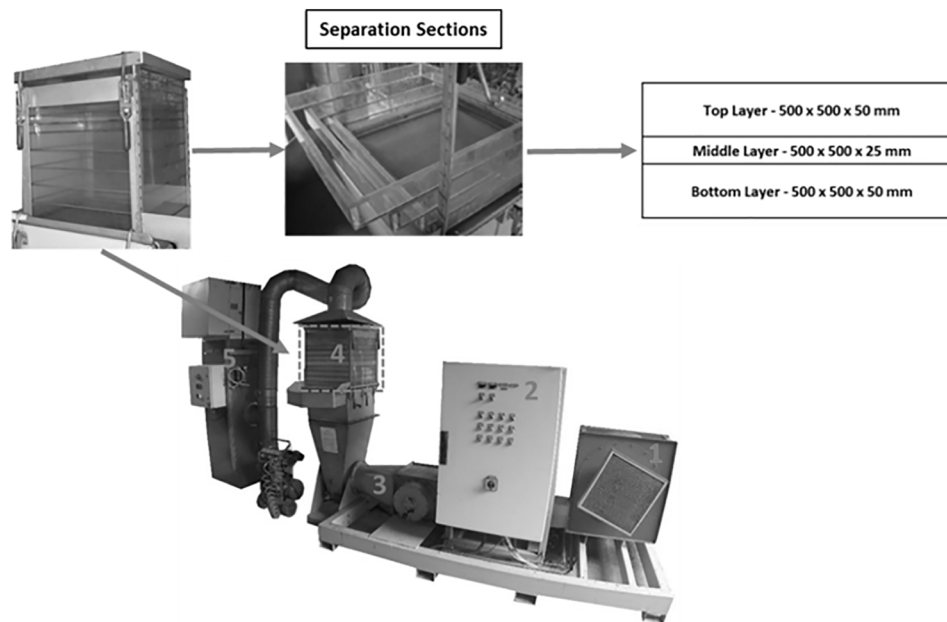 Separation Sections
Top Layer - 500 x 500 x 50 mm
Middle Layer - 500 x 500 x 25 mm
Bottom Layer - 500 x 500 x 50 mm
4
5
2
1
3